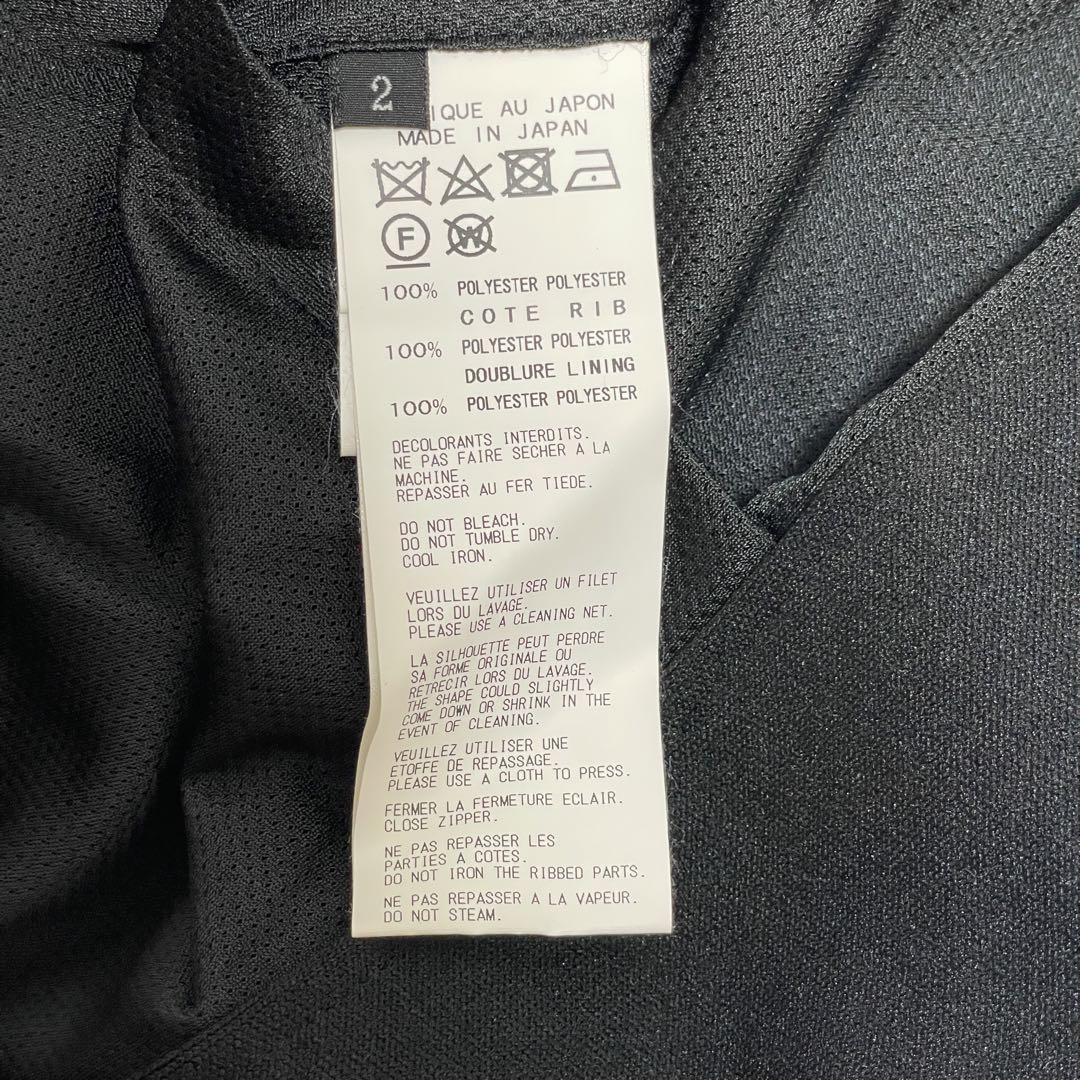 2
IQUE AU JAPON
MADE IN JAPAN
F W
100% POLYESTER POLYESTER
COTE RIB
100% POLYESTER POLYESTER
DOUBLURE LINING
100% POLYESTER POLYESTER
DECOLORANTS INTERDITS.
NE PAS FAIRE SECHER A LA
MACHINE.
REPASSER AU FER TIEDE.
DO NOT BLEACH.
DO NOT TUMBLE DRY.
COOL IRON.
VEUILLEZ UTILISER UN FILET
LORS DU LAVAGE.
PLEASE USE A CLEANING NET.
LA SILHOUETTE PEUT PERDRE
SA FORME ORIGINALE OU
RETRECIR LORS DU LAVAGE.
THE SHAPE COULD SLIGHTLY
COME DOWN OR SHRINK IN THE
EVENT OF CLEANING.
VEUILLEZ UTILISER UNE
ETOFFE DE REPASSAGE.
PLEASE USE A CLOTH TO PRESS.
FERMER LA FERMETURE ECLAIR.
CLOSE ZIPPER.
NE PAS REPASSER LES
PARTIES A COTES.
DO NOT IRON THE RIBBED PARTS.
NE PAS REPASSER A LA VAPEUR.
DO NOT STEAM.